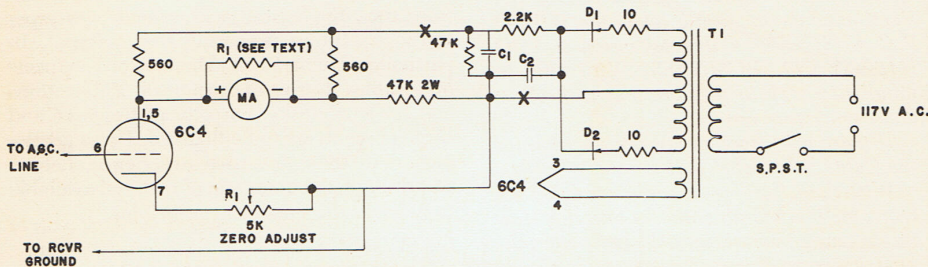 2.2K
D1
10
T1
47K
C1
C2
R1 (SEE TEXT)
560
560
+ MA -
47K 2W
1,5
6C4
117V A.C.
TO A.G.C.
LINE
6
7
D2
10
S.P.S.T.
3
6C4
4
R1
5K
ZERO ADJUST
TO RCVR
GROUND